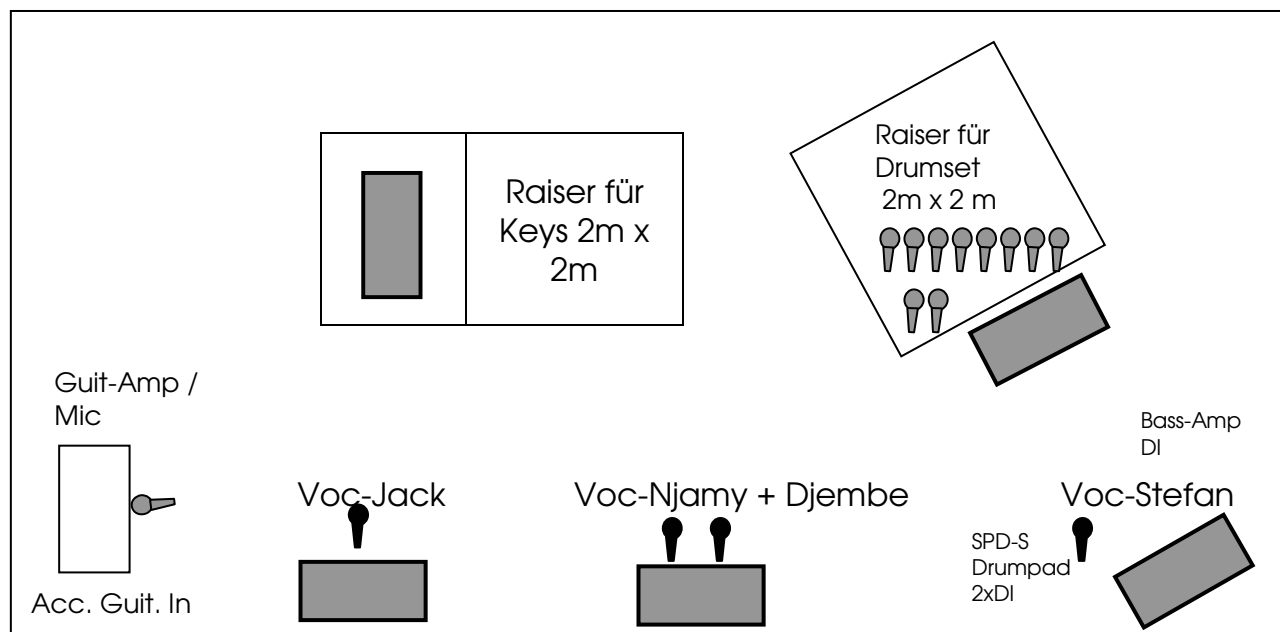 Raiser für
Drumset
2m x 2 m
Raiser für
Keys 2m x
2m
Guit-Amp /
Mic
Bass-Amp
DI
Voc-Jack
Voc-Njamy + Djembe
Voc-Stefan
SPD-S
Drumpad
2xDI
Acc. Guit. In